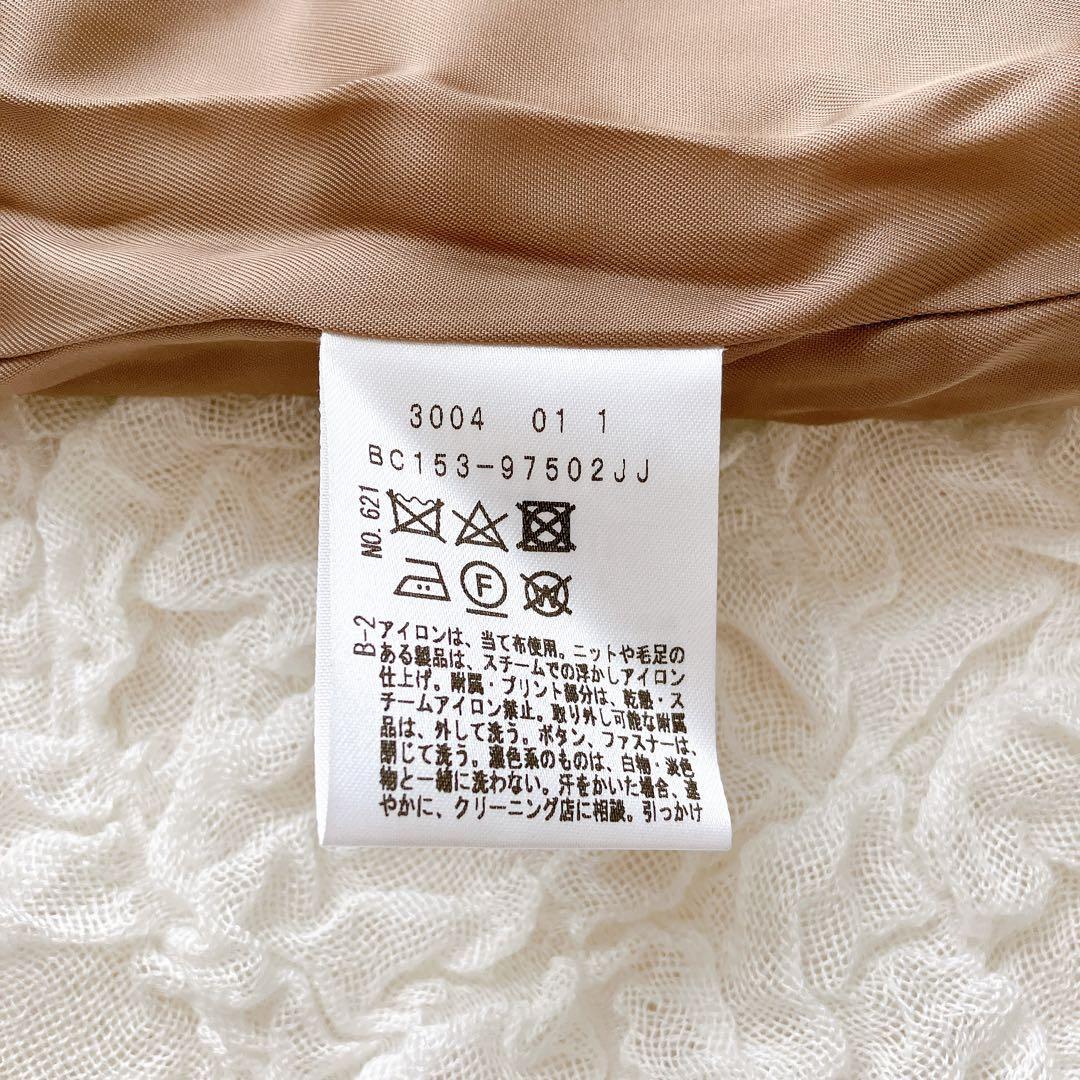 3004 01 1
BC153-97502JJ
NO.621
F
W
B-2
アイロンは、当て布使用。ニットや毛足の
ある製品は、スチームでの浮かしアイロン
仕上げ。附属・プリント部分は、乾熱・ス
チームアイロン禁止。取り外し可能な附属
品は、外して洗う。ボタン、ファスナーは、
閉じて洗う。濃色系のものは、白物・淡色
物と一緒に洗わない。汗をかいた場合、速
やかに、クリーニング店に相談。引っかけ